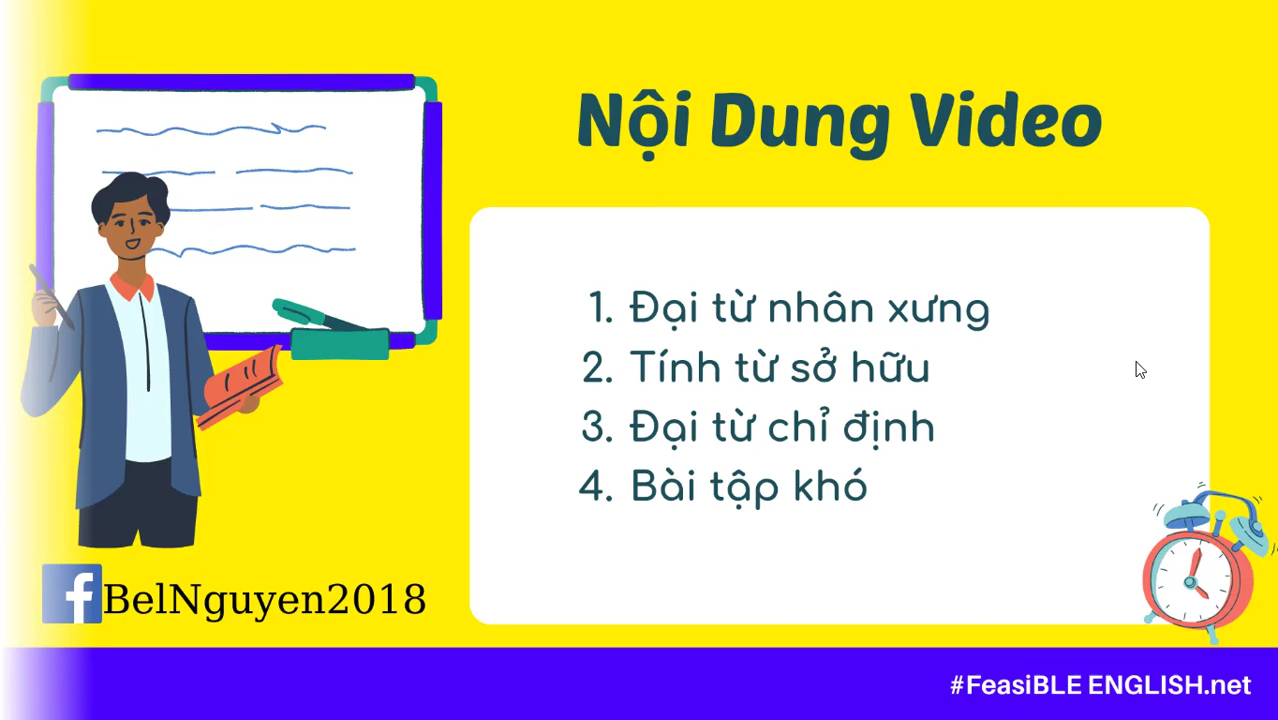 Nội Dung Video
1. Đại từ nhân xưng
2. Tính từ sở hữu
3. Đại từ chỉ định
4. Bài tập khó
f BelNguyen2018
#FeasiBLE ENGLISH.net